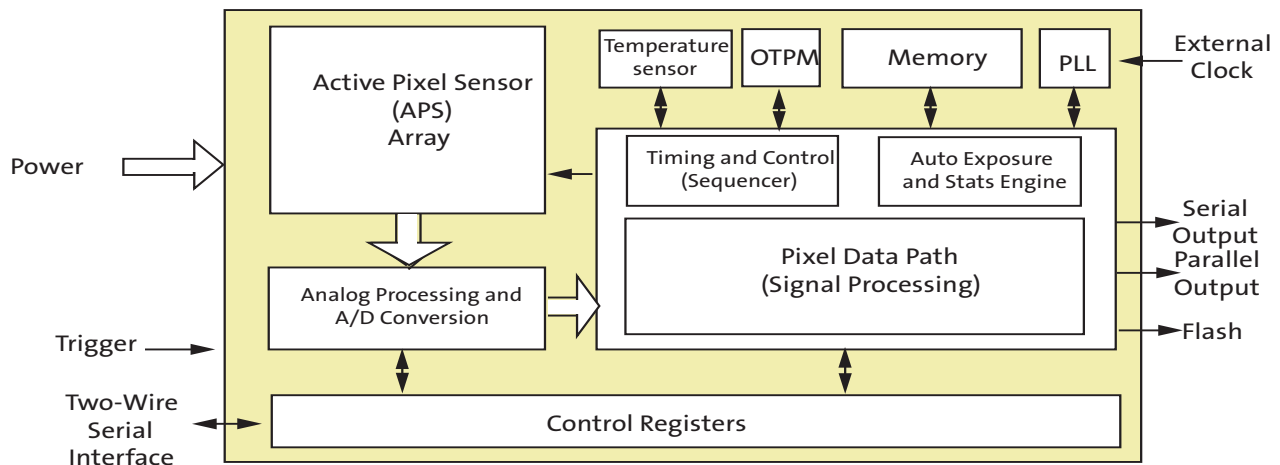 Active Pixel Sensor
(APS)
Array
Temperature
sensor
OTPM
Memory
PLL
External
Clock
Power
Timing and Control
(Sequencer)
Auto Exposure
and Stats Engine
Pixel Data Path
(Signal Processing)
Serial
Output
Parallel
Output
Flash
Analog Processing and
A/D Conversion
Trigger
Two-Wire
Serial
Interface
Control Registers